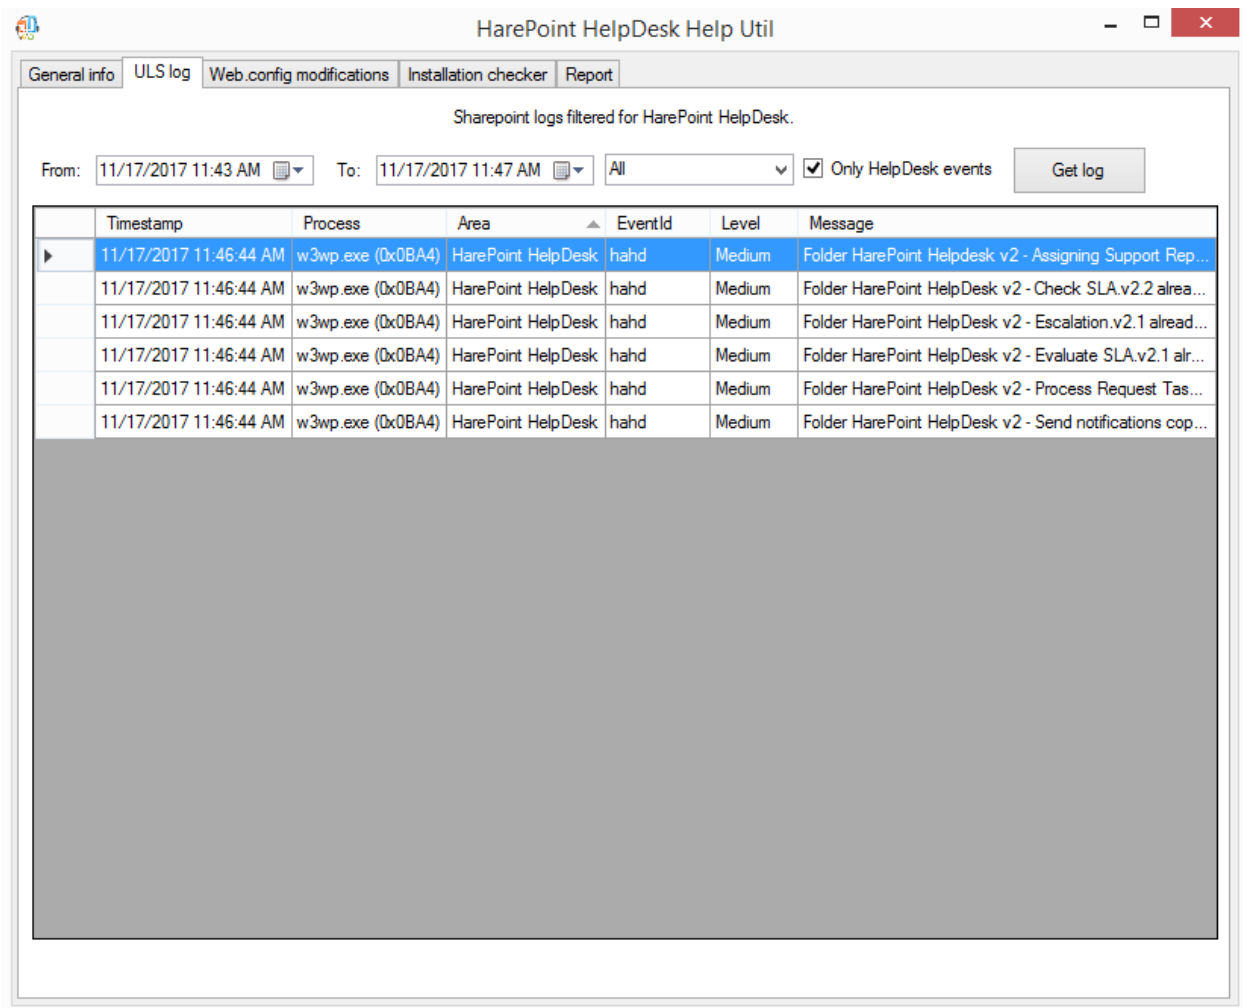 HarePoint HelpDesk Help Util
General info ULS log Web.config modifications Installation checker Report
Sharepoint logs filtered for HarePoint HelpDesk.
From: 11/17/2017 11:43 AM To: 11/17/2017 11:47 AM All Only HelpDesk events Get log
Timestamp Process Area EventId Level Message
11/17/2017 11:46:44 AM w3wp.exe (0x0BA4) HarePoint HelpDesk hahd Medium Folder HarePoint Helpdesk v2 - Assigning Support Rep...
11/17/2017 11:46:44 AM w3wp.exe (0x0BA4) HarePoint HelpDesk hahd Medium Folder HarePoint HelpDesk v2 - Check SLA.v2.2 alrea...
11/17/2017 11:46:44 AM w3wp.exe (0x0BA4) HarePoint HelpDesk hahd Medium Folder HarePoint HelpDesk v2 - Escalation.v2.1 alread...
11/17/2017 11:46:44 AM w3wp.exe (0x0BA4) HarePoint HelpDesk hahd Medium Folder HarePoint HelpDesk v2 - Evaluate SLA.v2.1 alr...
11/17/2017 11:46:44 AM w3wp.exe (0x0BA4) HarePoint HelpDesk hahd Medium Folder HarePoint HelpDesk v2 - Process Request Tas...
11/17/2017 11:46:44 AM w3wp.exe (0x0BA4) HarePoint HelpDesk hahd Medium Folder HarePoint HelpDesk v2 - Send notifications cop...